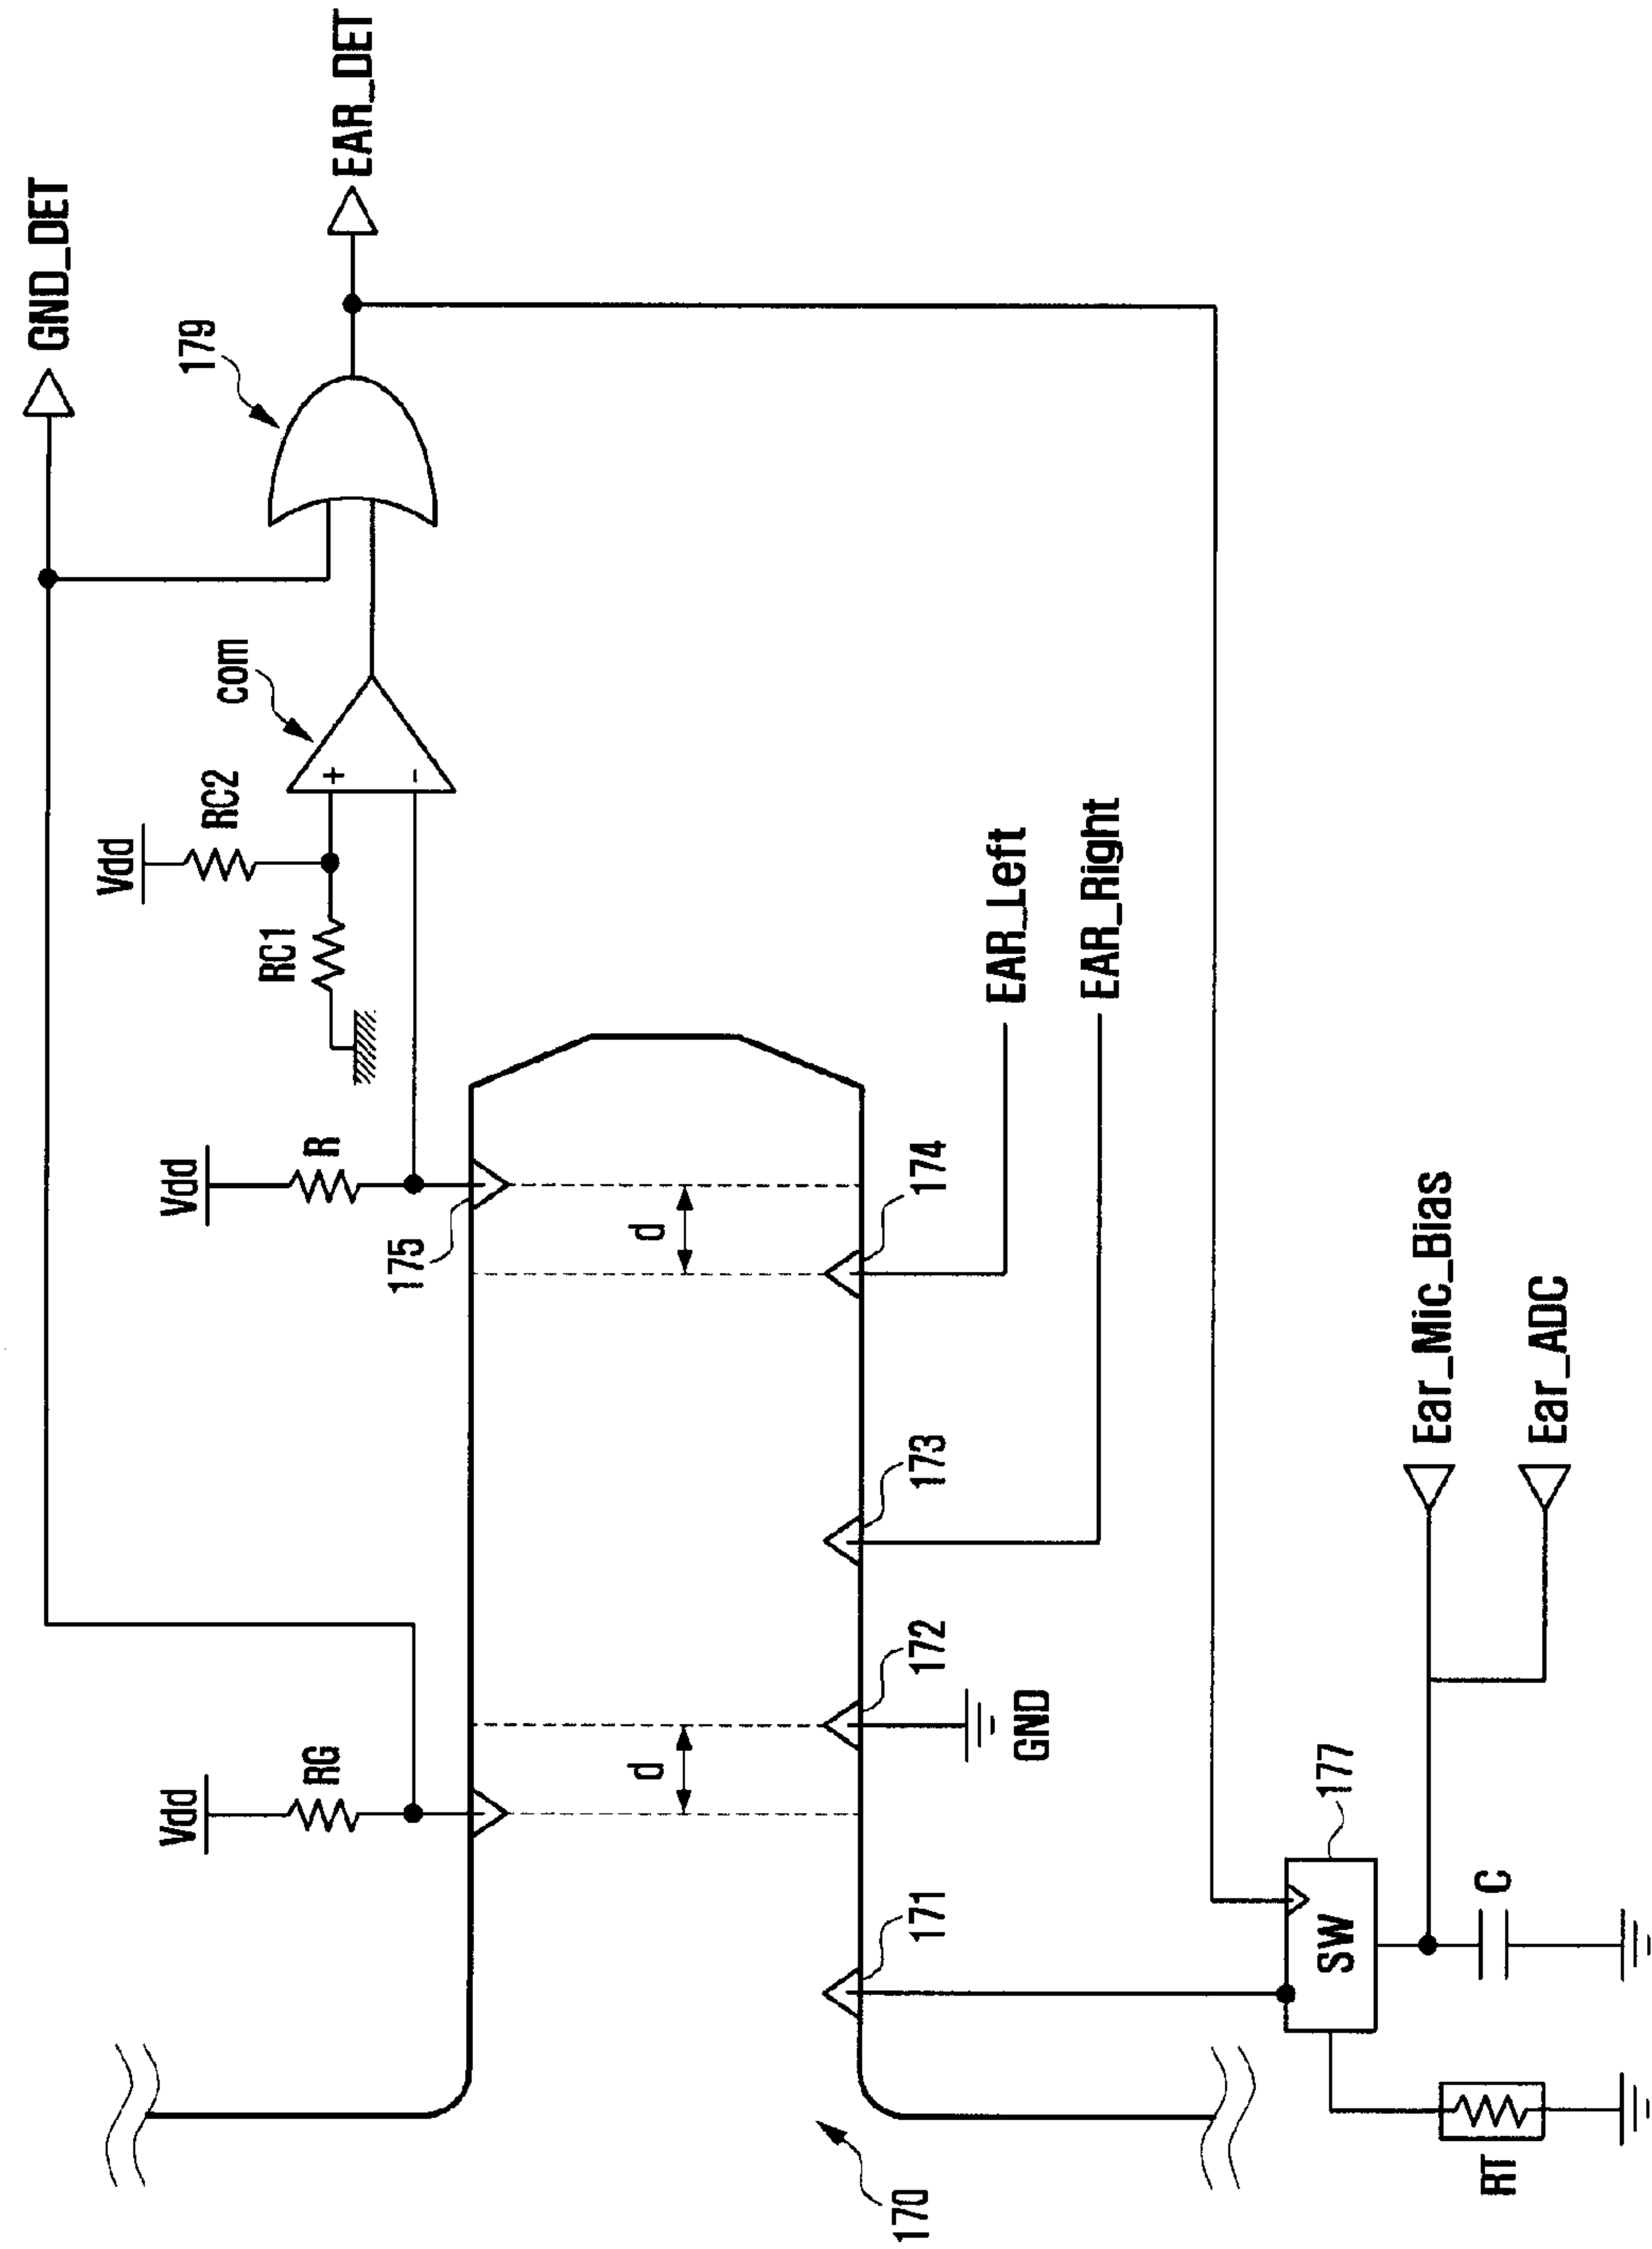 GND_DET
EAR_DET
179
com
+
-
Vdd
RC2
RC1
Vdd
R
175
d
174
EAR_Left
EAR_Right
173
172
GND
d
Vdd
RG
171
170
177
SW
C
RT
Ear_Mic_Bias
Ear_ADC